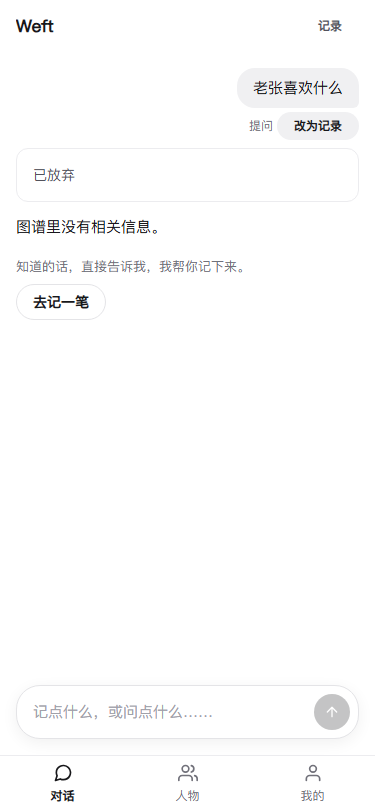 Weft
记录
老张喜欢什么
提问 改为记录
已放弃
图谱里没有相关信息。
知道的话，直接告诉我，我帮你记下来。
去记一笔
记点什么，或问点什么……
对话 人物 我的